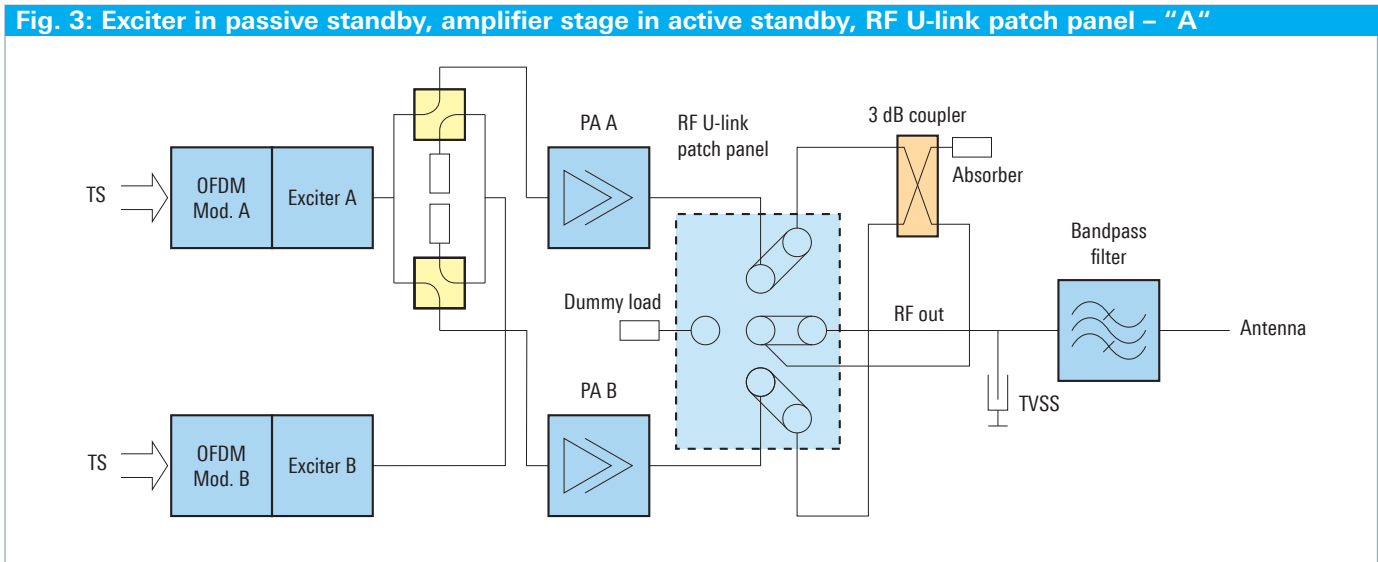 Fig. 3: Exciter in passive standby, amplifier stage in active standby, RF U-link patch panel – “A“
3 dB coupler
PA A
RF U-link
patch panel
TS
OFDM
Mod. A
Exciter A
Absorber
Bandpass
filter
Dummy load
RF out
Antenna
PA B
TVSS
TS
OFDM
Mod. B
Exciter B